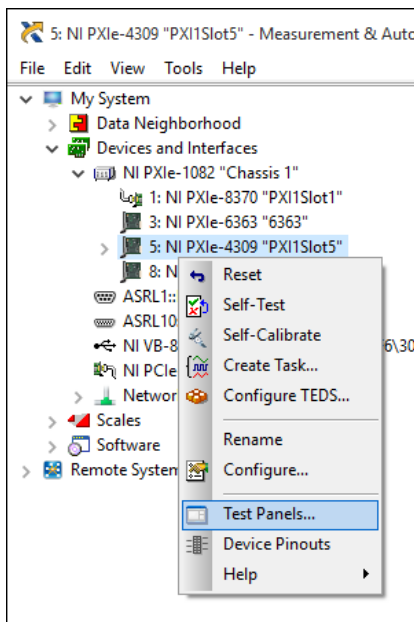 5: NI PXIe-4309 "PXI1Slot5" - Measurement & Auto
File Edit View Tools Help
My System
Data Neighborhood
Devices and Interfaces
NI PXIe-1082 "Chassis 1"
1: NI PXIe-8370 "PXI1Slot1"
3: NI PXIe-6363 "6363"
5: NI PXIe-4309 "PXI1Slot5"
8: N
Reset
ASRL1::
Self-Test
ASRL10
Self-Calibrate
NI VB-8
6\30
NI PCIe
Create Task...
Networ
Configure TEDS...
Scales
Rename
Software
Configure...
Remote System
Test Panels...
Device Pinouts
Help